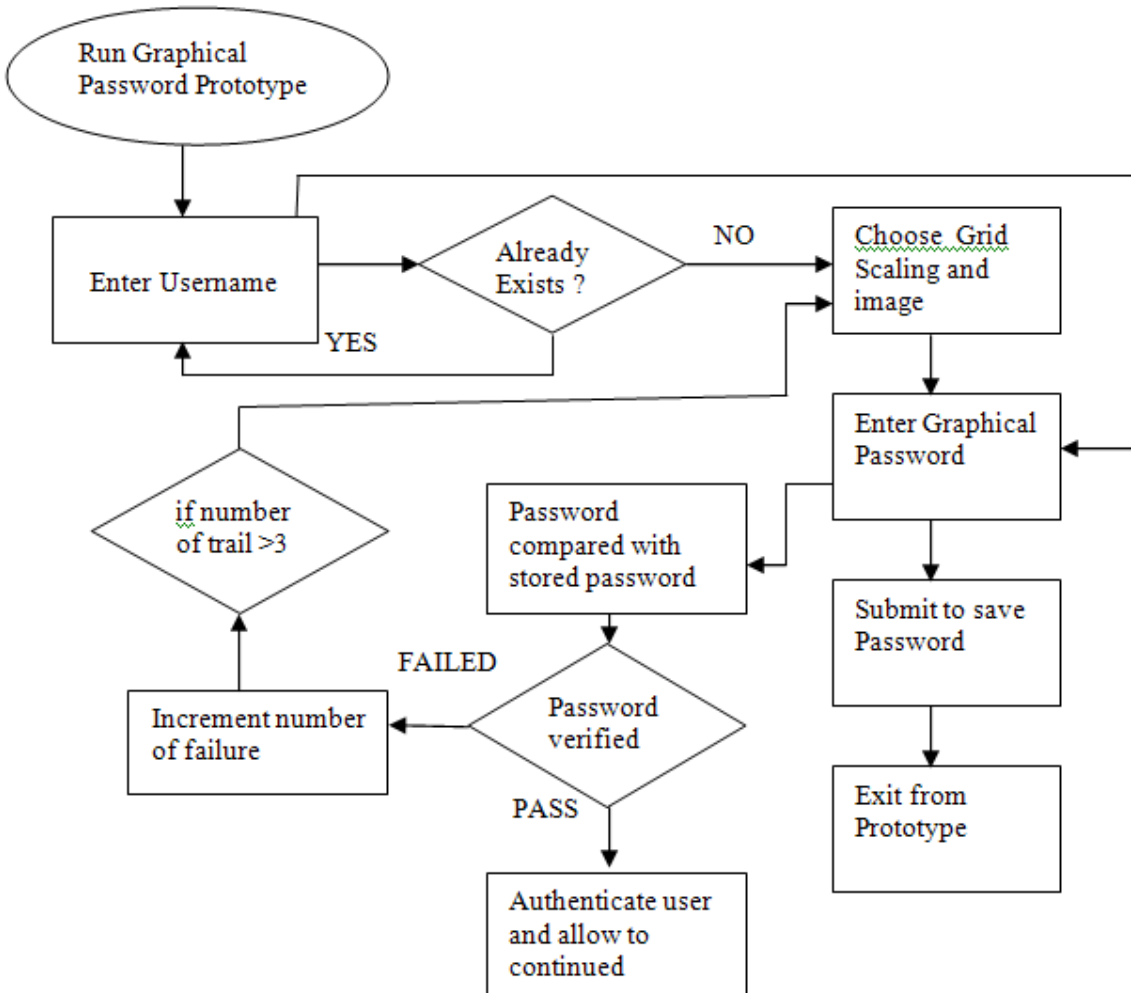 Run Graphical
Password Prototype
Enter Username
Already
Exists ?
NO
YES
Choose Grid
Scaling and
image
Enter Graphical
Password
if number
of trail >3
Password
compared with
stored password
Submit to save
Password
FAILED
Increment number
of failure
Password
verified
PASS
Exit from
Prototype
Authenticate user
and allow to
continued